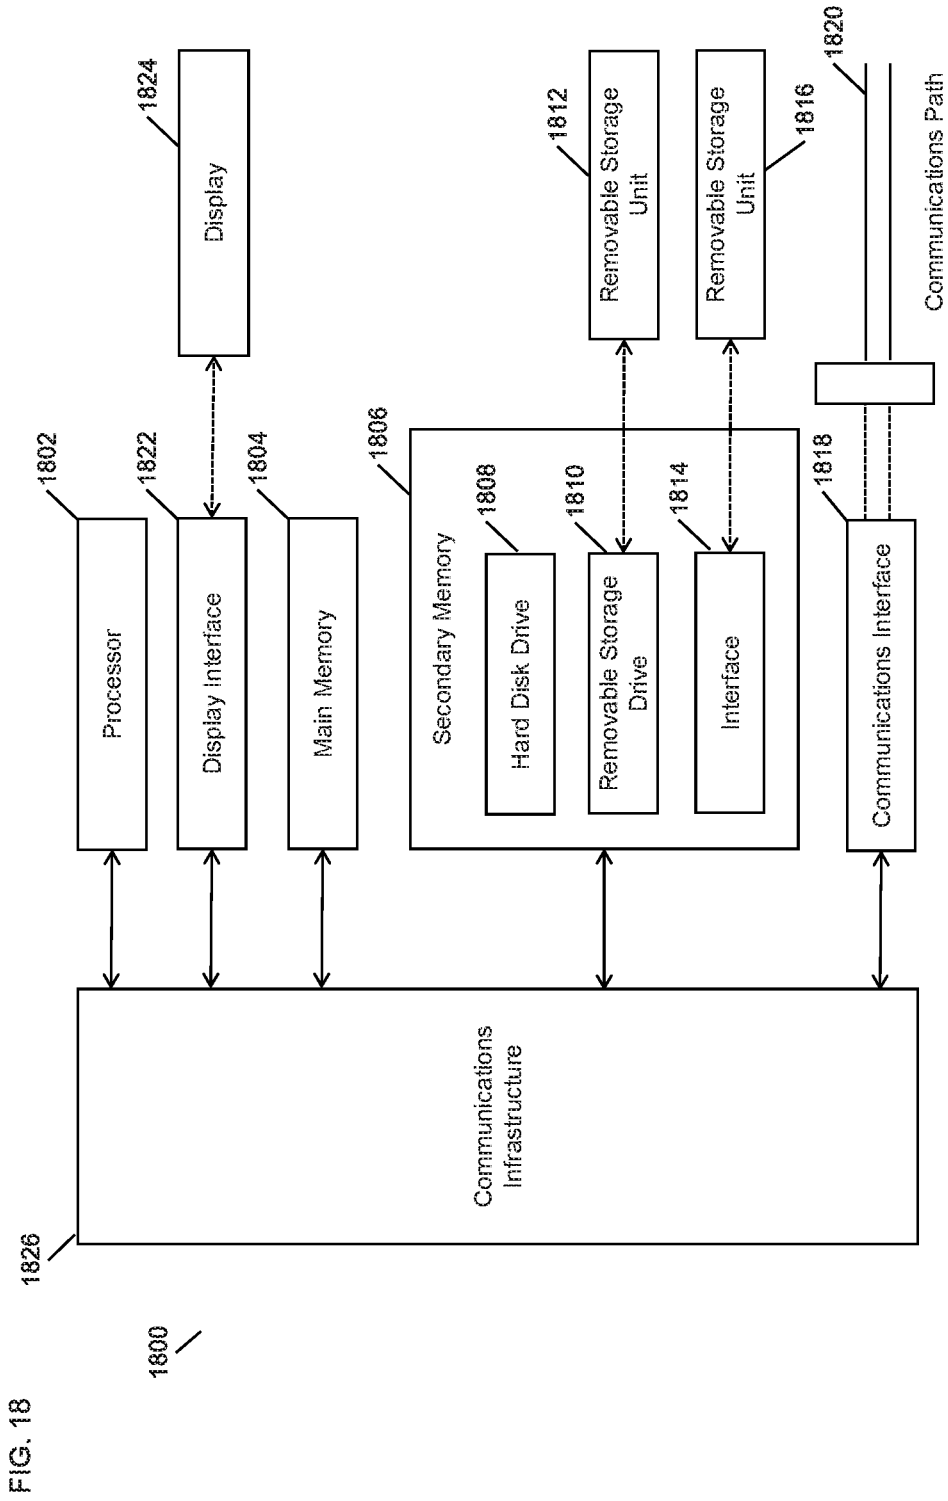 FIG. 18
1800
1826
Communications
Infrastructure
1802
Processor
1822
Display Interface
1824
Display
1804
Main Memory
1806
Secondary Memory
1808
Hard Disk Drive
1810
Removable Storage
Drive
1812
Removable Storage
Unit
1814
Interface
Removable Storage
Unit
1816
1818
Communications Interface
1820
Communications Path